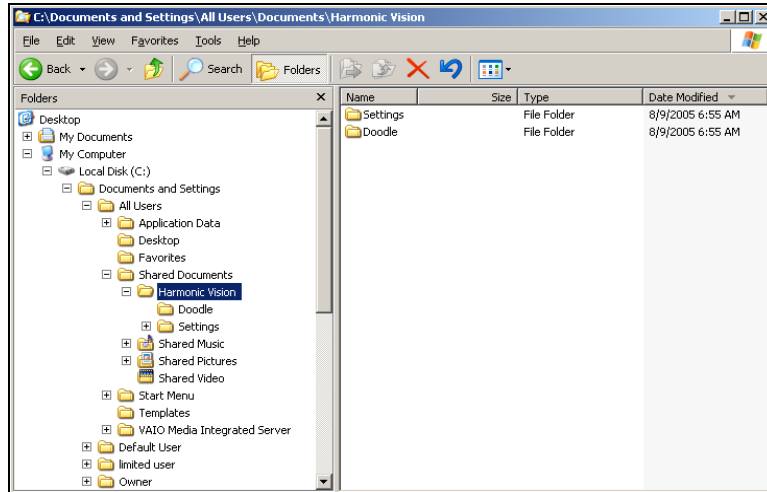 C:\Documents and Settings\All Users\Documents\Harmonic Vision
File Edit View Favorites Tools Help
Back Search Folders
Folders
Name Size Type Date Modified
Desktop
My Documents
My Computer
Local Disk (C:)
Documents and Settings
All Users
Application Data
Desktop
Favorites
Shared Documents
Harmonic Vision
Doodle
Settings
Shared Music
Shared Pictures
Shared Video
Start Menu
Templates
VAIO Media Integrated Server
Default User
limited user
Owner
Settings File Folder 8/9/2005 6:55 AM
Doodle File Folder 8/9/2005 6:55 AM